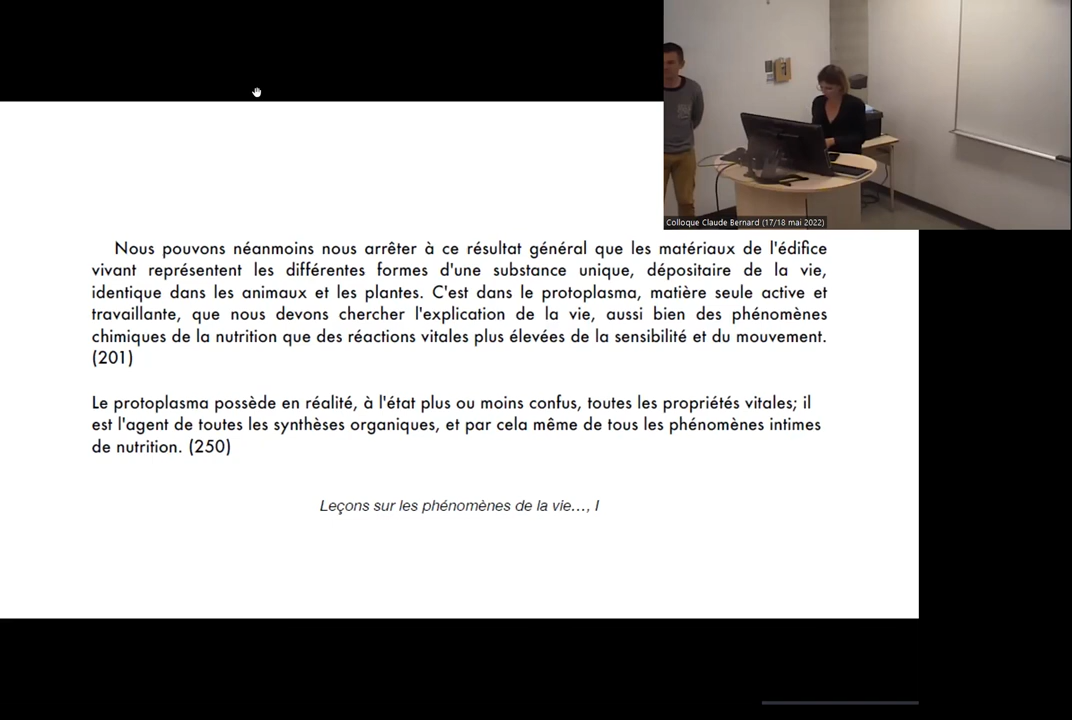 Colloque Claude Bernard (17/18 mai 2022)
Nous pouvons néanmoins nous arrêter à ce résultat général que les matériaux de l'édifice
vivant représentent les différentes formes d'une substance unique, dépositaire de la vie,
identique dans les animaux et les plantes. C'est dans le protoplasma, matière seule active et
travaillante, que nous devons chercher l'explication de la vie, aussi bien des phénomènes
chimiques de la nutrition que des réactions vitales plus élevées de la sensibilité et du mouvement.
(201)
Le protoplasma possède en réalité, à l'état plus ou moins confus, toutes les propriétés vitales; il
est l'agent de toutes les synthèses organiques, et par cela même de tous les phénomènes intimes
de nutrition. (250)
Leçons sur les phénomènes de la vie..., I